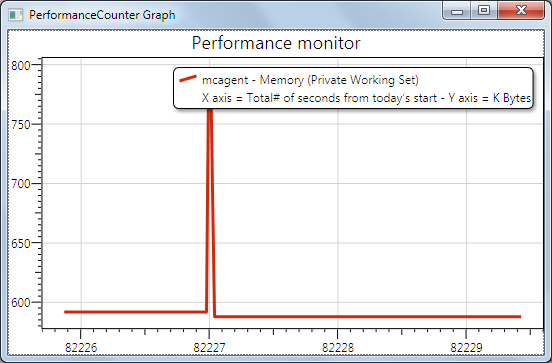 PerformanceCounter Graph
Performance monitor
mcagent - Memory (Private Working Set)
X axis = Total# of seconds from today's start - Y axis = K Bytes
800
750
700
650
600
82226 82227 82228 82229